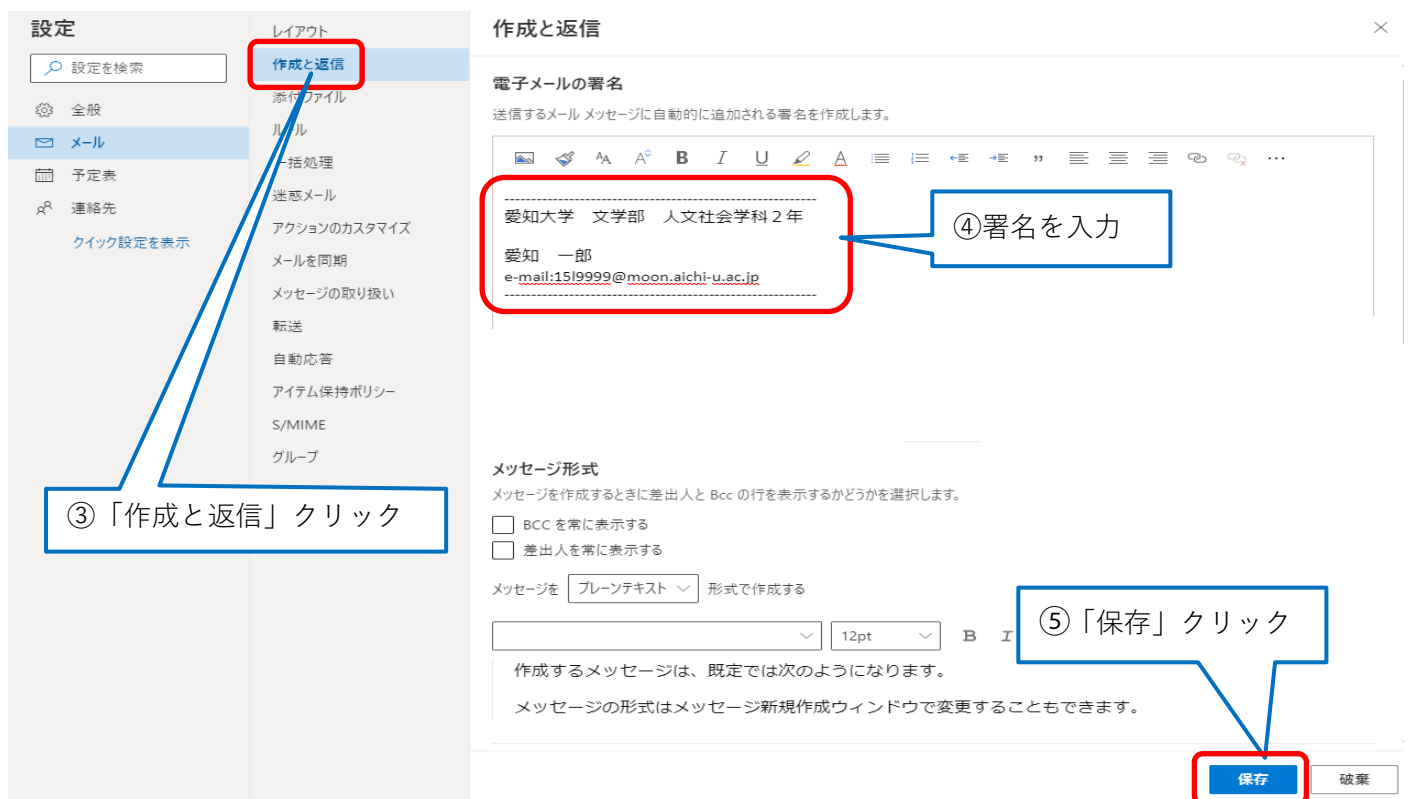 設定
設定を検索
全般
メール
予定表
連絡先
クイック設定を表示
レイアウト
作成と返信
添付ファイル
ルール
一括処理
迷惑メール
アクションのカスタマイズ
メールを同期
メッセージの取り扱い
転送
自動応答
アイテム保持ポリシー
S/MIME
グループ
③「作成と返信」クリック
作成と返信
電子メールの署名
送信するメール メッセージに自動的に追加される署名を作成します。
---------------------------------------------------------
愛知大学　文学部　人文社会学科２年
愛知　一郎
e-mail:15l9999@moon.aichi-u.ac.jp
---------------------------------------------------------
④署名を入力
メッセージ形式
メッセージを作成するときに差出人と Bcc の行を表示するかどうかを選択します。
BCC を常に表示する
差出人を常に表示する
メッセージを プレーンテキスト 形式で作成する
12pt B I
⑤「保存」クリック
作成するメッセージは、既定では次のようになります。
メッセージの形式はメッセージ新規作成ウィンドウで変更することもできます。
保存 破棄